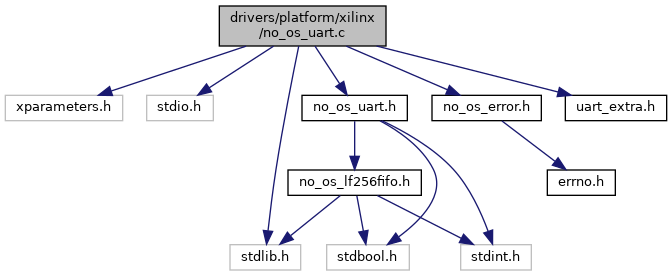 drivers/platform/xilinx
/no_os_uart.c
xparameters.h
stdio.h
no_os_uart.h
no_os_error.h
uart_extra.h
no_os_lf256fifo.h
errno.h
stdlib.h
stdbool.h
stdint.h